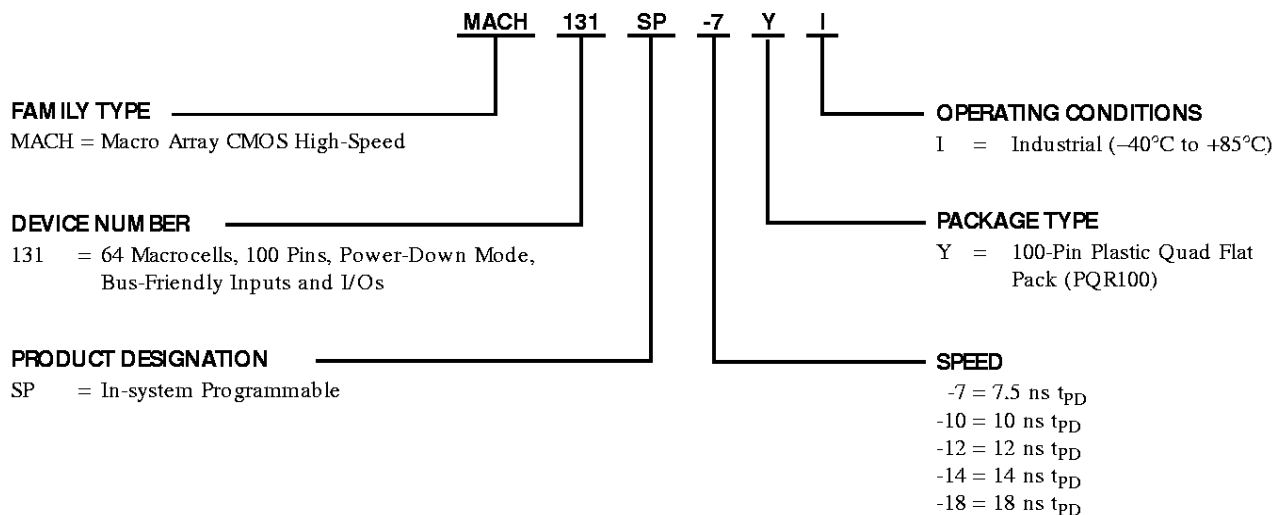 MACH 131 SP -7 Y I
FAMILY TYPE
MACH = Macro Array CMOS High-Speed
DEVICE NUMBER
131 = 64 Macrocells, 100 Pins, Power-Down Mode,
Bus-Friendly Inputs and I/Os
PRODUCT DESIGNATION
SP = In-system Programmable
OPERATING CONDITIONS
I = Industrial (–40°C to +85°C)
PACKAGE TYPE
Y = 100-Pin Plastic Quad Flat
Pack (PQR100)
SPEED
-7 = 7.5 ns tPD
-10 = 10 ns tPD
-12 = 12 ns tPD
-14 = 14 ns tPD
-18 = 18 ns tPD